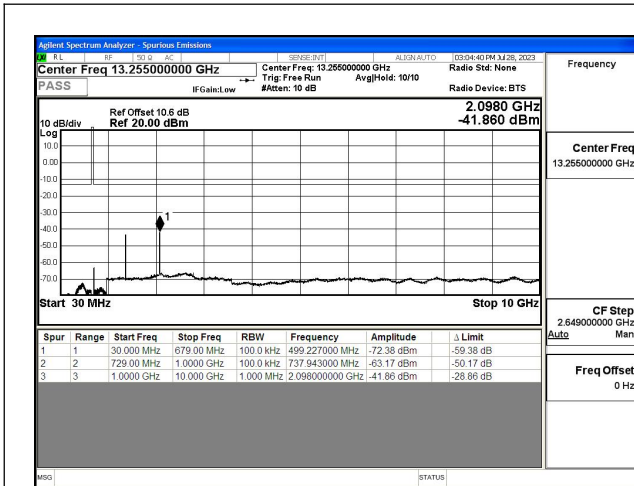 Agilent Spectrum Analyzer - Spurious Emissions
RL RF 50 Ω AC SENSE:INT ALIGN AUTO 03:04:40 PM Jul 28, 2023
Center Freq 13.255000000 GHz
Center Freq: 13.255000000 GHz
Radio Std: None
Trig: Free Run Avg|Hold: 10/10
PASS
IFGain:Low
#Atten: 10 dB
Radio Device: BTS
Ref Offset 10.6 dB
2.0980 GHz
10 dB/div Ref 20.00 dBm
-41.860 dBm
Log
10.0
0.00
-10.0
-20.0
-30.0
1
-40.0
-50.0
-60.0
-70.0
Start 30 MHz Stop 10 GHz
Spur Range Start Freq Stop Freq RBW Frequency Amplitude Δ Limit
1 1 30.000 MHz 679.00 MHz 100.0 kHz 499.227000 MHz -72.38 dBm -59.38 dB
2 2 729.00 MHz 1.0000 GHz 100.0 kHz 737.943000 MHz -63.17 dBm -50.17 dB
3 3 1.0000 GHz 10.000 GHz 1.000 MHz 2.098000000 GHz -41.86 dBm -28.86 dB
MSG STATUS
Frequency
Center Freq
13.255000000 GHz
CF Step
2.649000000 GHz
Auto Man
Freq Offset
0 Hz